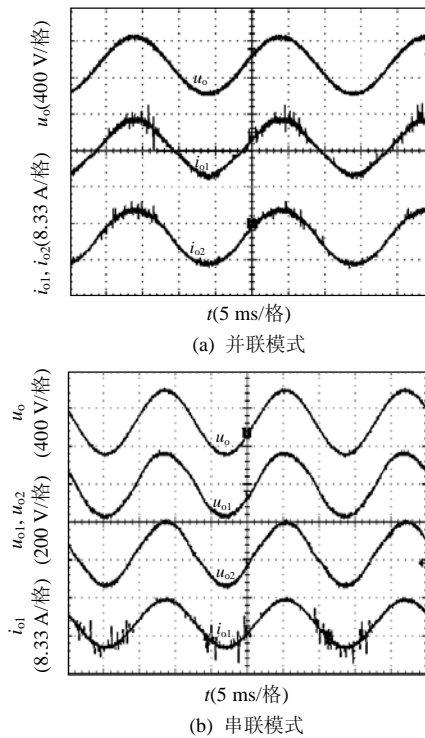 u_o(400 V/格)
i_o1, i_o2(8.33 A/格)
u_o
i_o1
i_o2
t(5 ms/格)
(a) 并联模式
u_o
(400 V/格)
u_o1, u_o2
(200 V/格)
i_o1
(8.33 A/格)
u_o
u_o1
u_o2
i_o1
t(5 ms/格)
(b) 串联模式